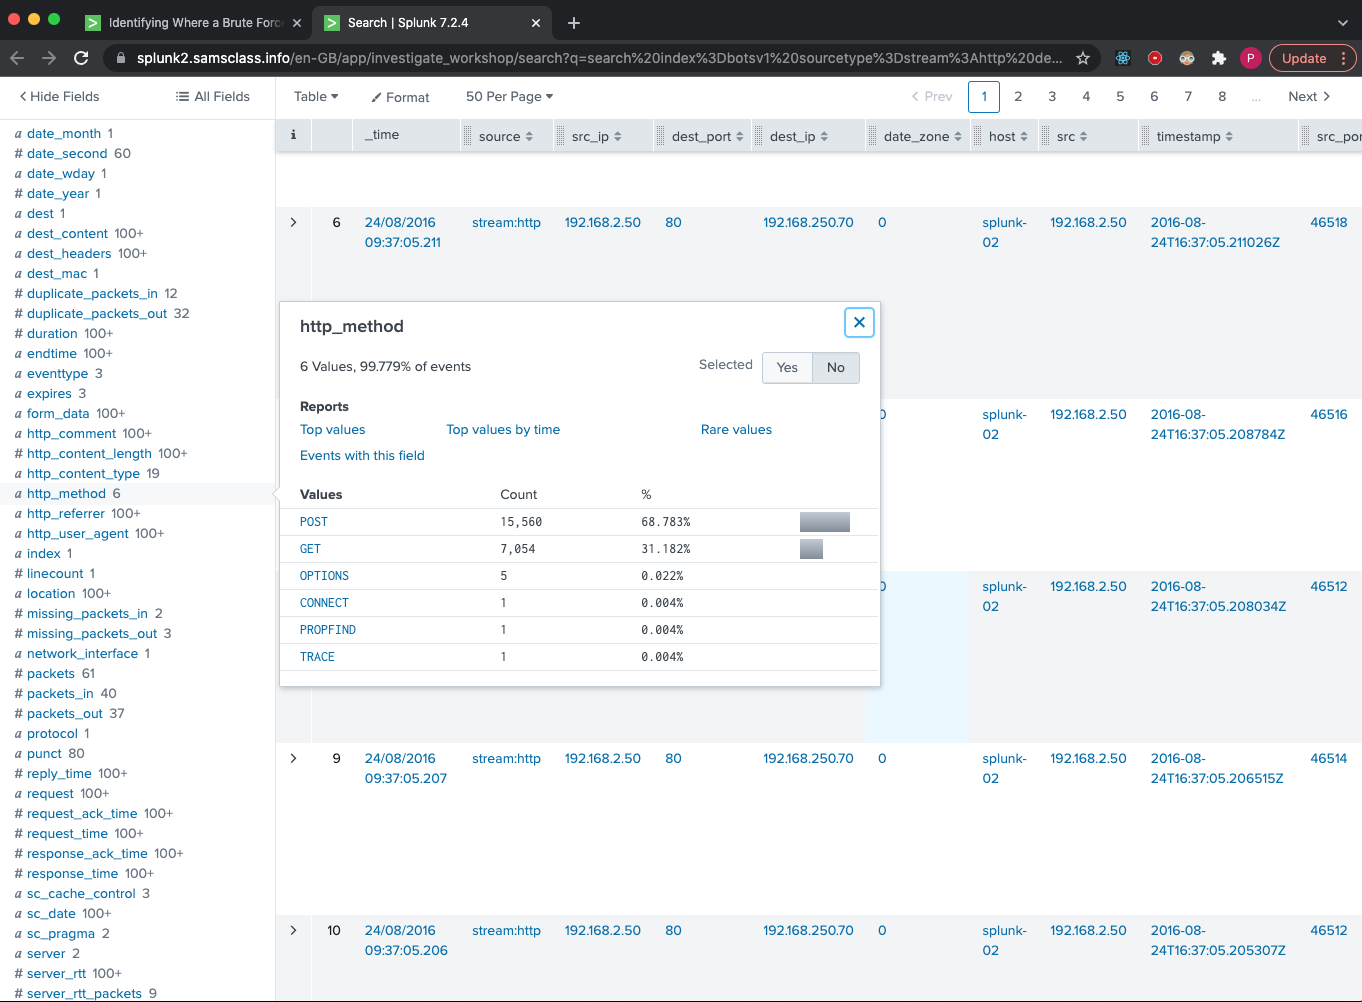 Identifying Where a Brute Forc
Search | Splunk 7.2.4
splunk2.samsclass.info/en-GB/app/investigate_workshop/search?q=search%20index%3Dbotsv1%20sourcetype%3Dstream%3Ahttp%20de...
P
Update
Hide Fields
All Fields
Table
Format
50 Per Page
Prev
1
2
3
4
5
6
7
8
...
Next
i
_time
source
src_ip
dest_port
dest_ip
date_zone
host
src
timestamp
src_por
a date_month 1
# date_second 60
a date_wday 1
# date_year 1
a dest 1
a dest_content 100+
a dest_headers 100+
a dest_mac 1
# duplicate_packets_in 12
# duplicate_packets_out 32
# duration 100+
a endtime 100+
a eventtype 3
a expires 3
a form_data 100+
a http_comment 100+
# http_content_length 100+
a http_content_type 19
a http_method 6
a http_referrer 100+
a http_user_agent 100+
a index 1
# linecount 1
a location 100+
# missing_packets_in 2
# missing_packets_out 3
a network_interface 1
# packets 61
# packets_in 40
# packets_out 37
a protocol 1
a punct 80
# reply_time 100+
a request 100+
# request_ack_time 100+
# request_time 100+
# response_ack_time 100+
# response_time 100+
a sc_cache_control 3
a sc_date 100+
a sc_pragma 2
a server 2
# server_rtt 100+
# server_rtt_packets 9
6 24/08/2016 stream:http 192.168.2.50 80 192.168.250.70 0 splunk- 192.168.2.50 2016-08- 46518
09:37:05.211 02 24T16:37:05.211026Z
http_method
6 Values, 99.779% of events
Selected
Yes
No
Reports
Top values
Top values by time
Rare values
Events with this field
Values Count %
POST 15,560 68.783%
GET 7,054 31.182%
OPTIONS 5 0.022%
CONNECT 1 0.004%
PROPFIND 1 0.004%
TRACE 1 0.004%
0 splunk- 192.168.2.50 2016-08- 46516
02 24T16:37:05.208784Z
0 splunk- 192.168.2.50 2016-08- 46512
02 24T16:37:05.208034Z
9 24/08/2016 stream:http 192.168.2.50 80 192.168.250.70 0 splunk- 192.168.2.50 2016-08- 46514
09:37:05.207 02 24T16:37:05.206515Z
10 24/08/2016 stream:http 192.168.2.50 80 192.168.250.70 0 splunk- 192.168.2.50 2016-08- 46512
09:37:05.206 02 24T16:37:05.205307Z